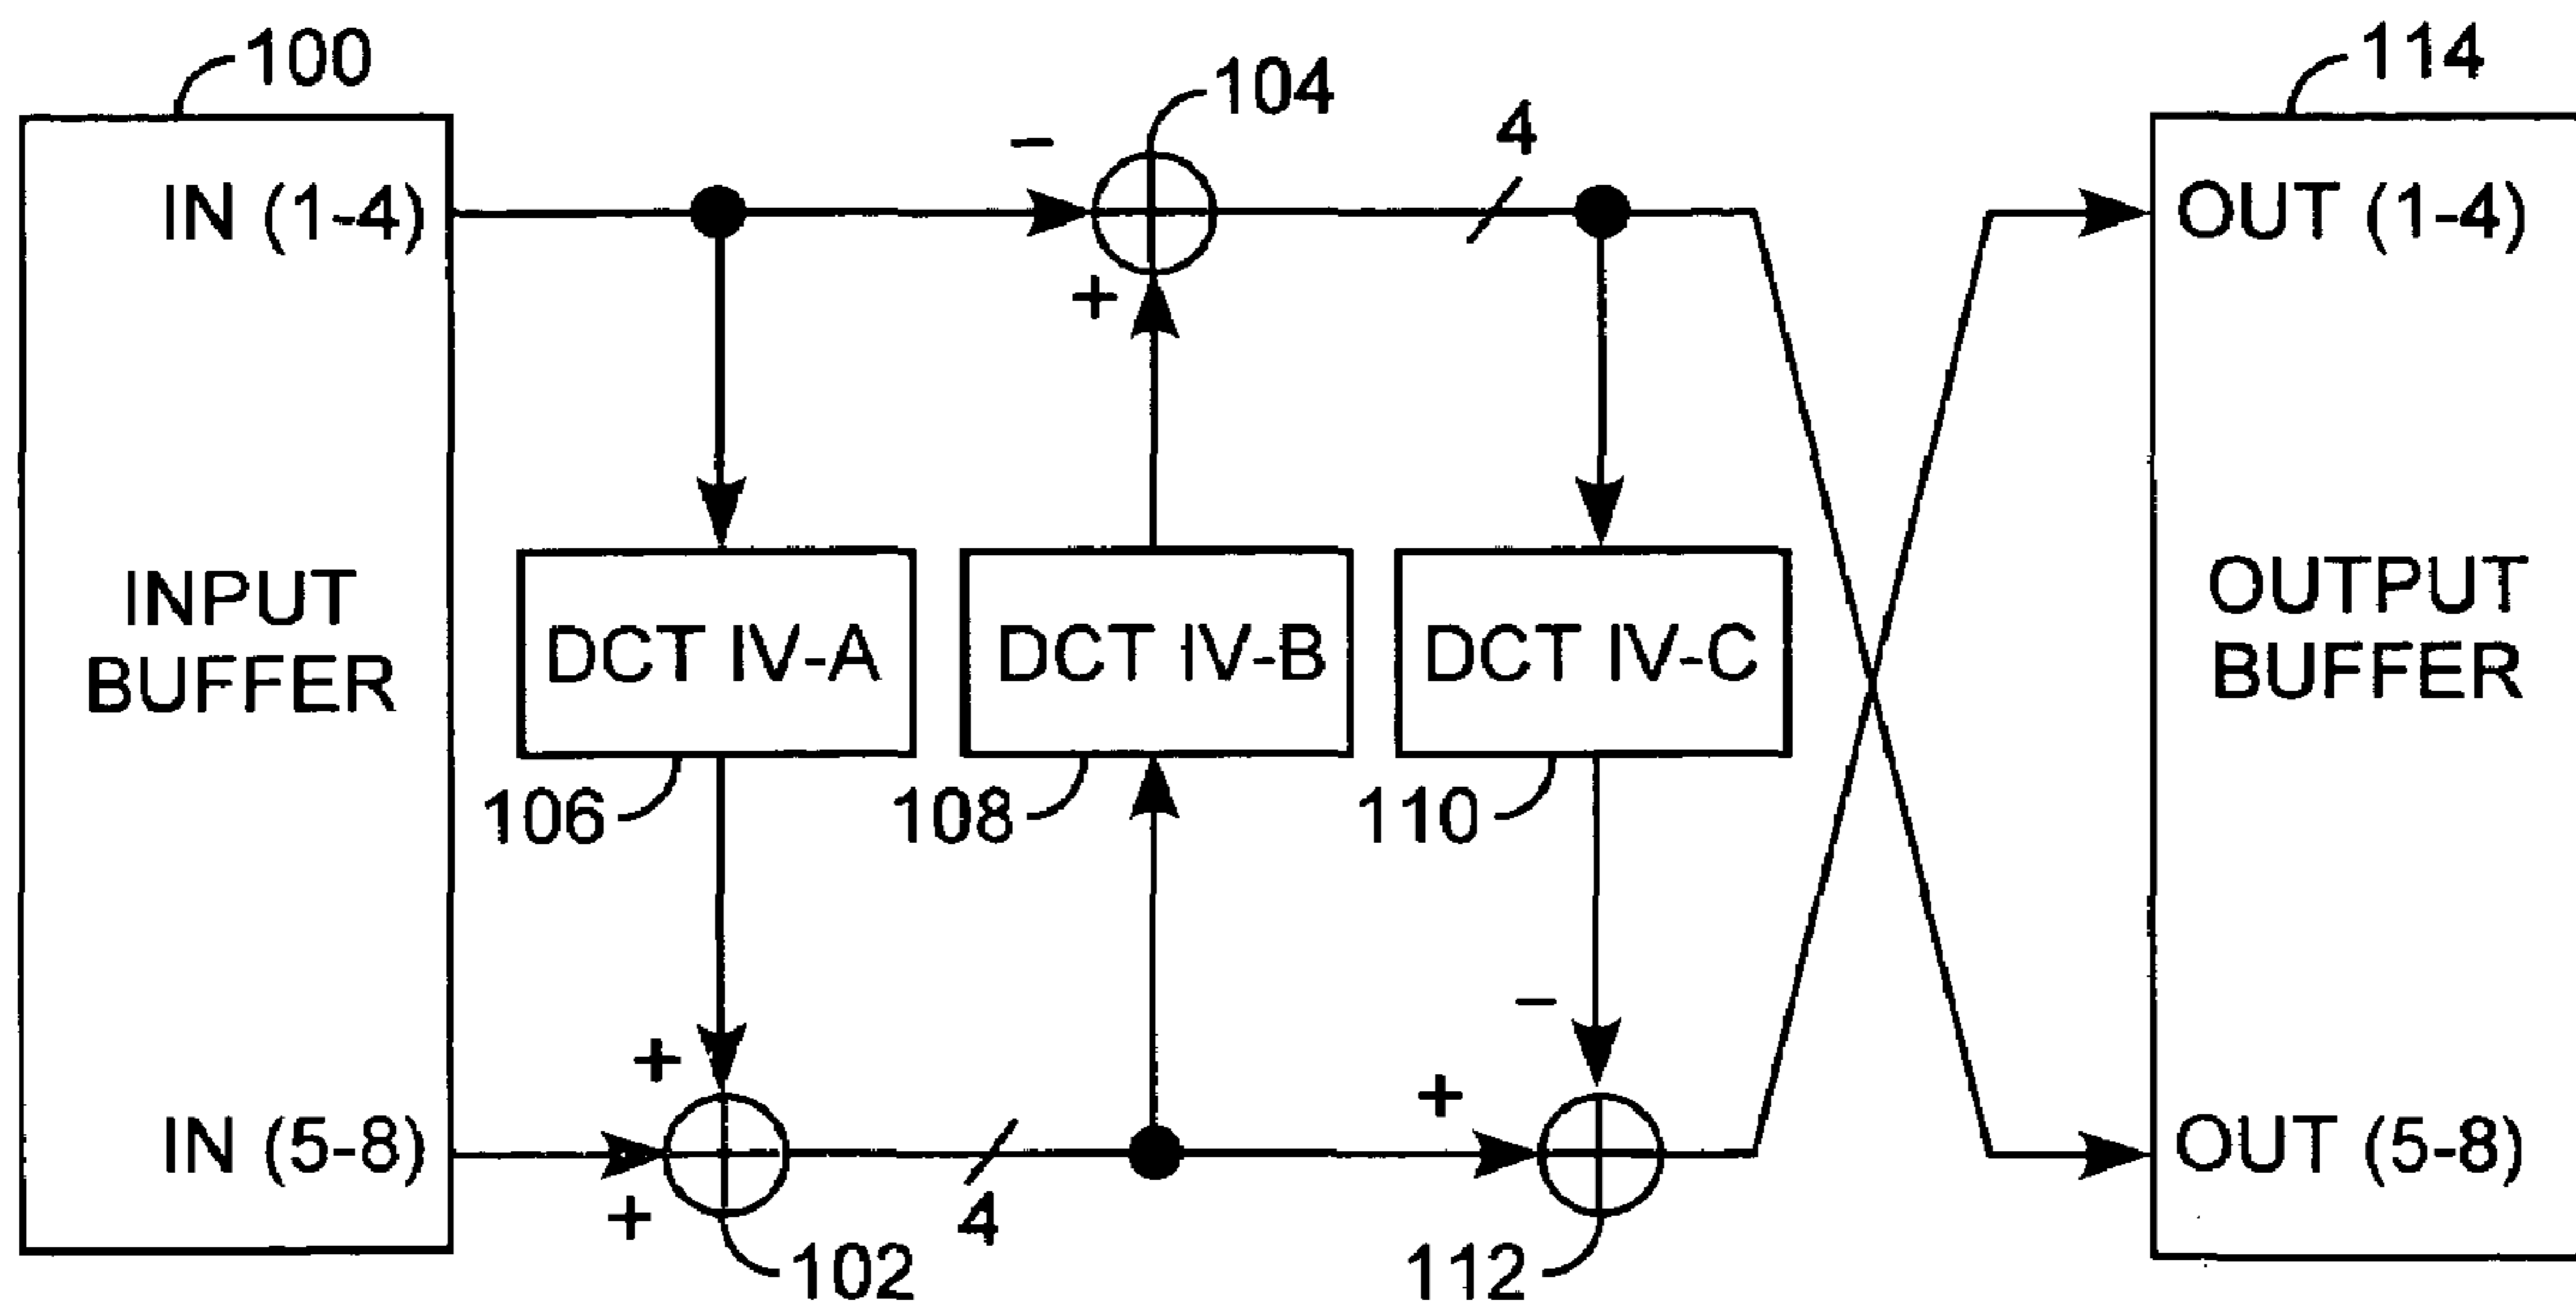 100
104
4
114
IN (1-4)
−
+
OUT (1-4)
INPUT
BUFFER
DCT IV-A
DCT IV-B
DCT IV-C
OUTPUT
BUFFER
106
108
110
+
−
+
IN (5-8)
+
4
OUT (5-8)
102
112